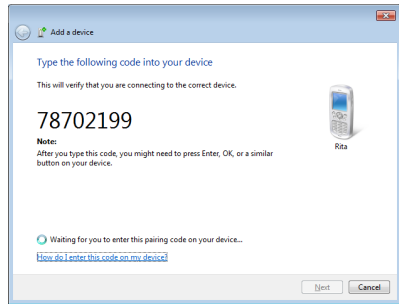 Add a device
Type the following code into your device
This will verify that you are connecting to the correct device.
78702199
Note:
After you type this code, you might need to press Enter, OK, or a similar
button on your device.
Rita
Waiting for you to enter this pairing code on your device...
How do I enter this code on my device?
Next
Cancel